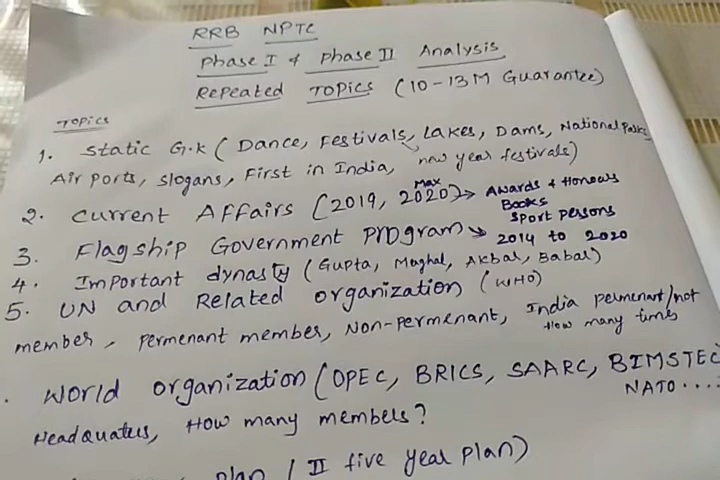 RRB NPTC
Phase I & Phase II Analysis
Repeated Topics (10-13M Guarantee)
Topics
1. Static G.K (Dance, Festivals, Lakes, Dams, National Parks
Air ports, slogans, First in India, new year festivals)
2. Current Affairs (2019, 2020) → Awards & Honours
Max
Books
Sport persons
3. Flagship Government Program → 2014 to 2020
4. Important dynasty (Gupta, Moghal, Akbal, Babal)
5. UN and Related organization (WHO)
member, permenant member, Non-permenant, India permenant/not
How many times
. World organization (OPEC, BRICS, SAARC, BIMSTEC
NATO....
Headquaters, How many members?
plan (II five year plan)